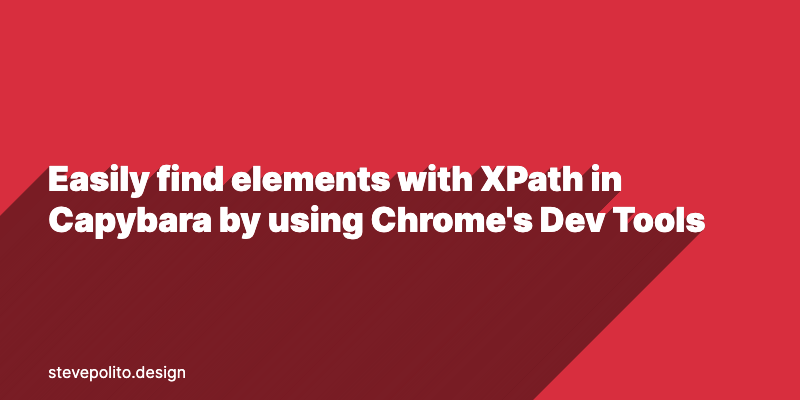 Easily find elements with XPath in
Capybara by using Chrome's Dev Tools
stevepolito.design